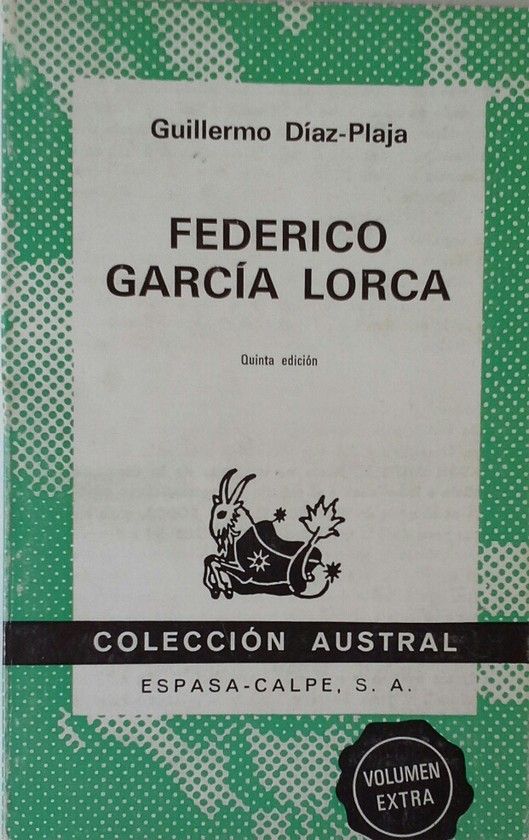 Guillermo Díaz-Plaja
FEDERICO
GARCÍA LORCA
Quinta edición
COLECCIÓN AUSTRAL
ESPASA-CALPE, S. A.
VOLUMEN
EXTRA